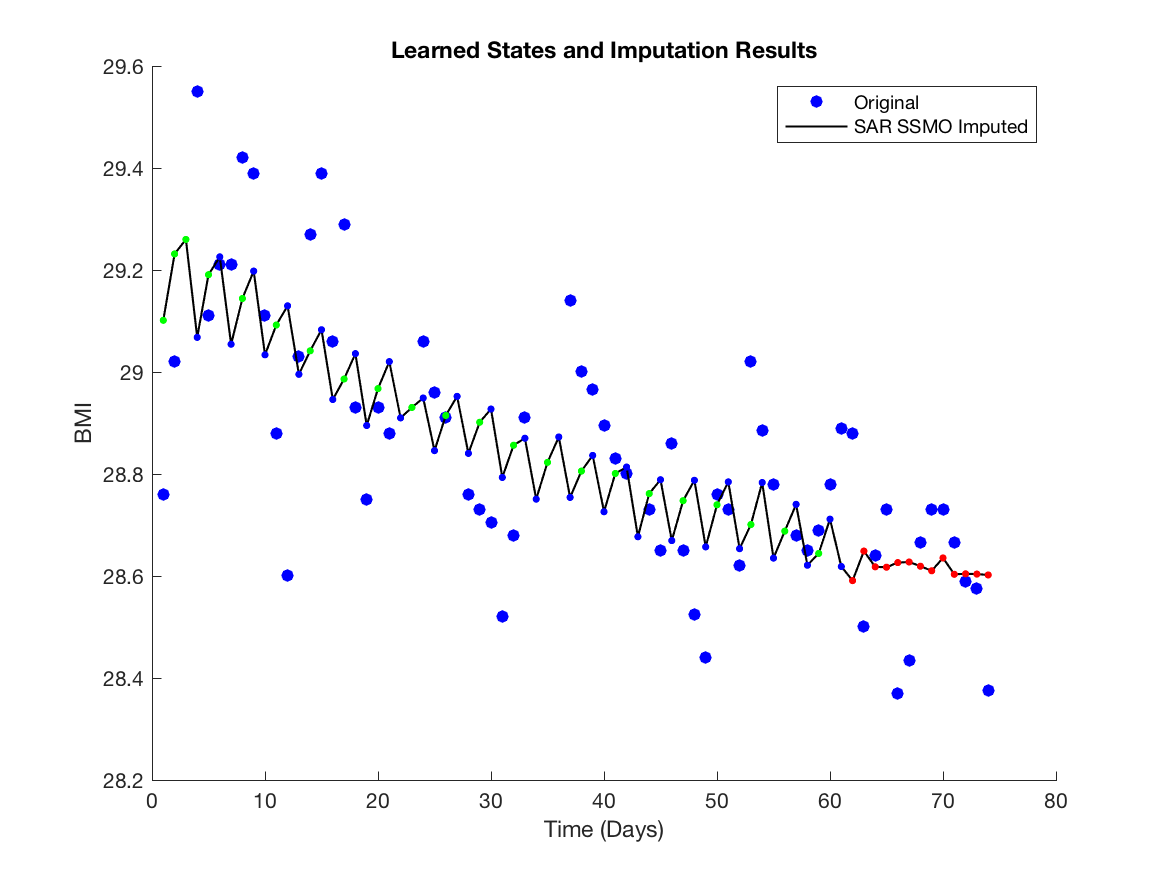 Learned States and Imputation Results
Original
SAR SSMO Imputed
29.6
29.4
29.2
29
28.8
28.6
28.4
28.2
BMI
0 10 20 30 40 50 60 70 80
Time (Days)